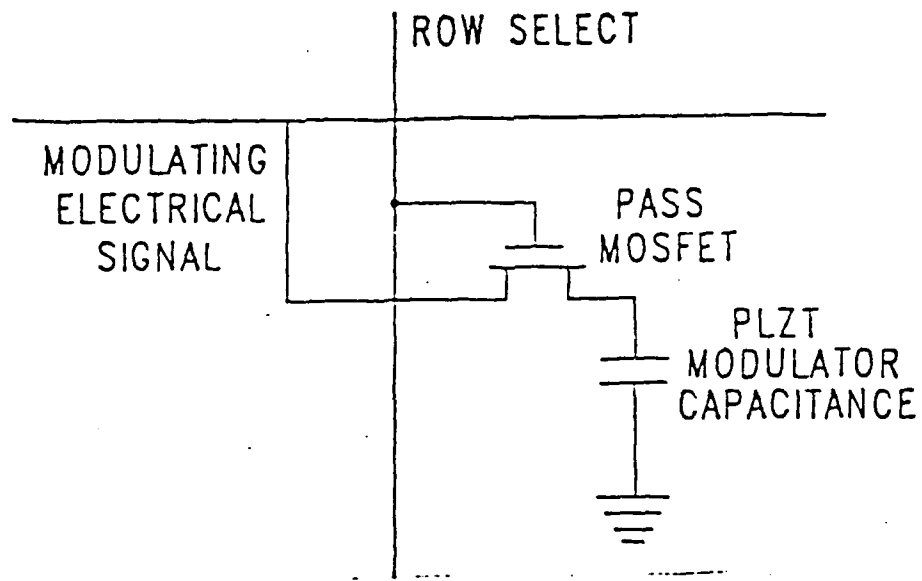 ROW SELECT
MODULATING
ELECTRICAL
SIGNAL
PASS
MOSFET
PLZT
MODULATOR
CAPACITANCE